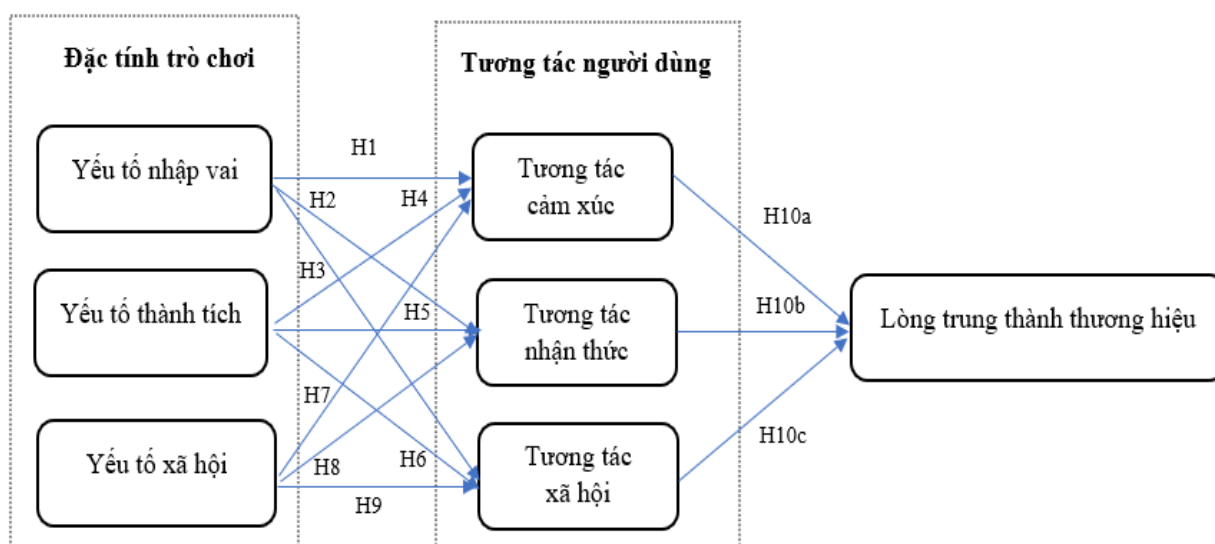 Đặc tính trò chơi
Tương tác người dùng
Yếu tố nhập vai
H1
Tương tác
cảm xúc
H2
H4
H10a
Yếu tố thành tích
H3
H5
Tương tác
nhận thức
H10b
Lòng trung thành thương hiệu
H7
Yếu tố xã hội
H8
H6
H9
Tương tác
xã hội
H10c